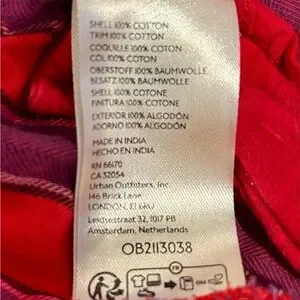 SHELL 100% COTTON
TRIM 100% COTTON
COQUILLE 100% COTON
COL 100% COTON
OBERSTOFF 100% BAUMWOLLE
BESATZ 100% BAUMWOLLE
SHELL 100% COTONE
FINITURA 100% COTONE
EXTERIOR 100% ALGODÓN
ADORNO 100% ALGODÓN
MADE IN INDIA
HECHO EN INDIA
RN 66170
CA 32054
Urban Outfitters, Inc
146 Brick Lane
LONDON, E1 6RU
Leidsestraat 32, 1017 PB
Amsterdam, Netherlands
OB2113038
FR